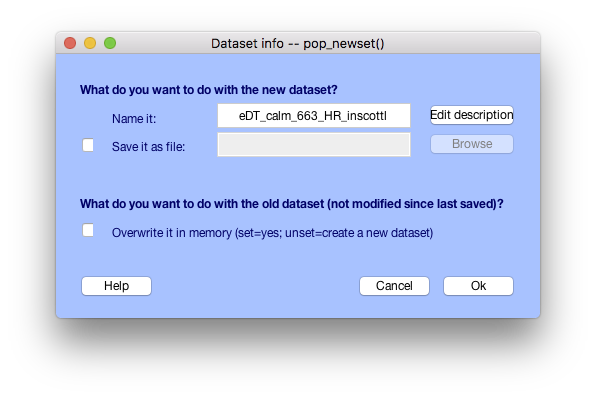 Dataset info -- pop_newset()
What do you want to do with the new dataset?
Name it: eDT_calm_663_HR_inscottl Edit description
Save it as file: Browse
What do you want to do with the old dataset (not modified since last saved)?
Overwrite it in memory (set=yes; unset=create a new dataset)
Help Cancel Ok